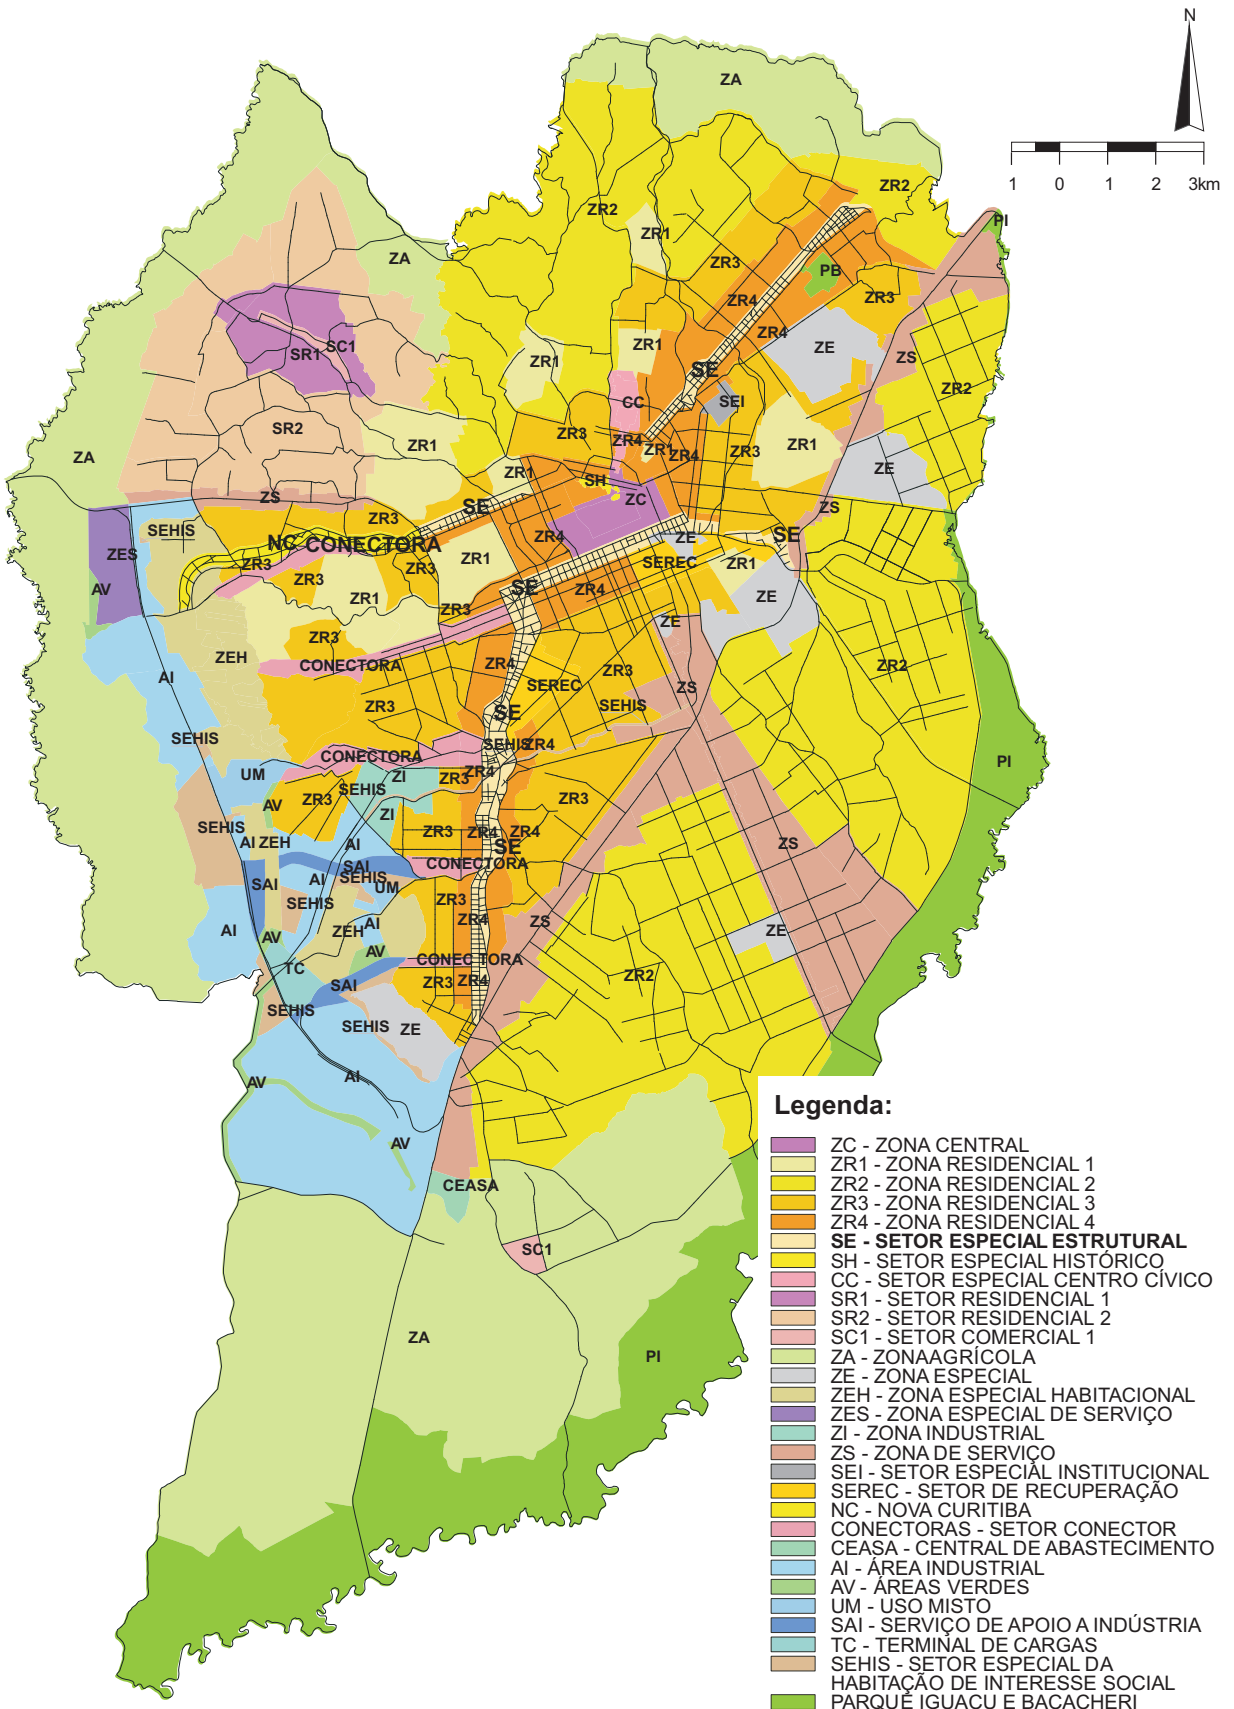 N
1 0 1 2 3km
ZA
ZR2
PI
ZR2
ZR1
ZA
ZR3
PB
ZR4
ZR3
ZR4
SR1
SC1
ZR1
ZR1
ZE
ZS
SE
ZR2
CC
SEI
SR2
ZR1
ZR3
ZR4
ZR1
ZR4
ZR3
ZR1
ZA
ZR1
SH
ZE
ZS
SE
ZC
ZS
SEHIS
ZR3
ZR4
ZE
SE
ZES
NC
CONECTORA
ZR1
SEREC
ZR1
ZR3
ZR3
ZR3
AV
SE
ZR4
ZE
ZR1
ZR3
ZE
ZR3
ZEH
CONECTORA
ZR4
ZR3
ZR2
AI
SEREC
ZS
ZR3
SEHIS
SE
SEHIS
SEHIS
ZR4
CONECTORA
PI
UM
ZI
ZR3
ZR4
SEHIS
ZR3
ZR3
AV
ZI
SEHIS
ZR3
ZR4
ZR4
AI
ZEH
AI
SE
ZS
SAI
CONECTORA
SAI
AI
SEHIS
UM
SEHIS
ZR3
AI
ZEH
AI
ZR4
ZS
ZE
AV
AV
CONECTORA
TC
SAI
ZR3
ZR4
ZR2
SEHIS
SEHIS
ZE
AV
AI
AV
CEASA
SC1
ZA
PI
Legenda:
ZC - ZONA CENTRAL
ZR1 - ZONA RESIDENCIAL 1
ZR2 - ZONA RESIDENCIAL 2
ZR3 - ZONA RESIDENCIAL 3
ZR4 - ZONA RESIDENCIAL 4
SE - SETOR ESPECIAL ESTRUTURAL
SH - SETOR ESPECIAL HISTÓRICO
CC - SETOR ESPECIAL CENTRO CÍVICO
SR1 - SETOR RESIDENCIAL 1
SR2 - SETOR RESIDENCIAL 2
SC1 - SETOR COMERCIAL 1
ZA - ZONAAGRÍCOLA
ZE - ZONA ESPECIAL
ZEH - ZONA ESPECIAL HABITACIONAL
ZES - ZONA ESPECIAL DE SERVIÇO
ZI - ZONA INDUSTRIAL
ZS - ZONA DE SERVIÇO
SEI - SETOR ESPECIAL INSTITUCIONAL
SEREC - SETOR DE RECUPERAÇÃO
NC - NOVA CURITIBA
CONECTORAS - SETOR CONECTOR
CEASA - CENTRAL DE ABASTECIMENTO
AI - ÁREA INDUSTRIAL
AV - ÁREAS VERDES
UM - USO MISTO
SAI - SERVIÇO DE APOIO A INDÚSTRIA
TC - TERMINAL DE CARGAS
SEHIS - SETOR ESPECIAL DA
HABITAÇÃO DE INTERESSE SOCIAL
PARQUE IGUAÇU E BACACHERI